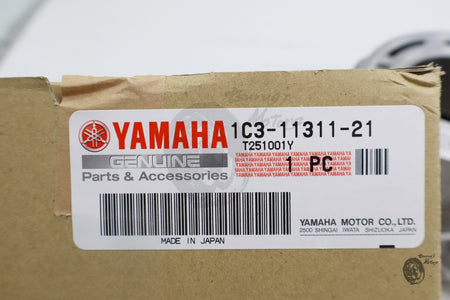 YAMAHA 1C3-11311-21
T251001Y
GENUINE
1 PC
Parts & Accessories
YAMAHA MOTOR CO.,LTD.
2500 SHINGAI IWATA SHIZUOKA JAPAN
MADE IN JAPAN